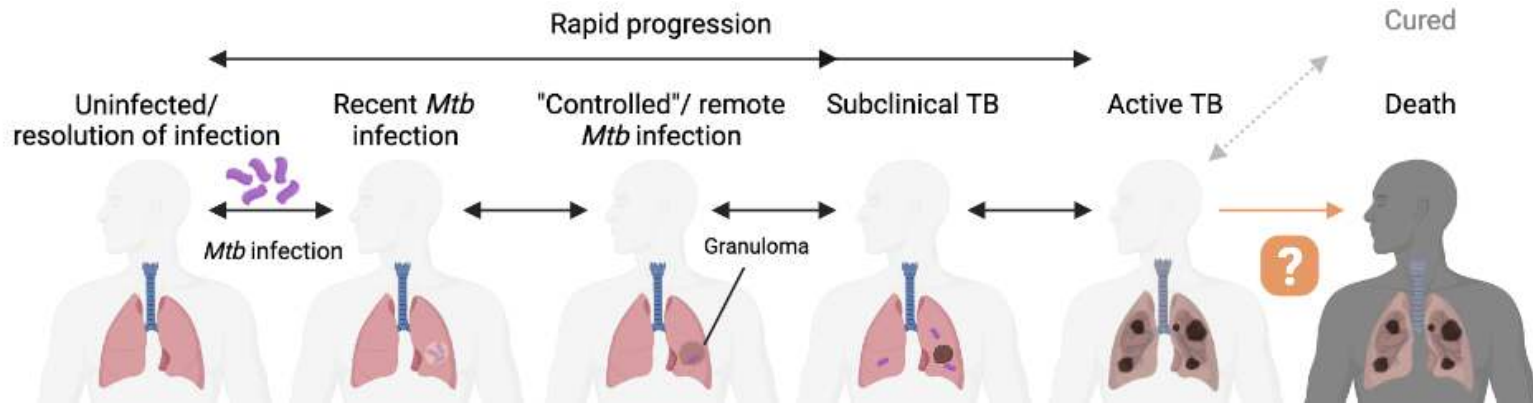 Rapid progression
Cured
Uninfected/
resolution of infection
Recent Mtb
infection
"Controlled"/ remote
Mtb infection
Subclinical TB
Active TB
Death
Mtb infection
Granuloma
?